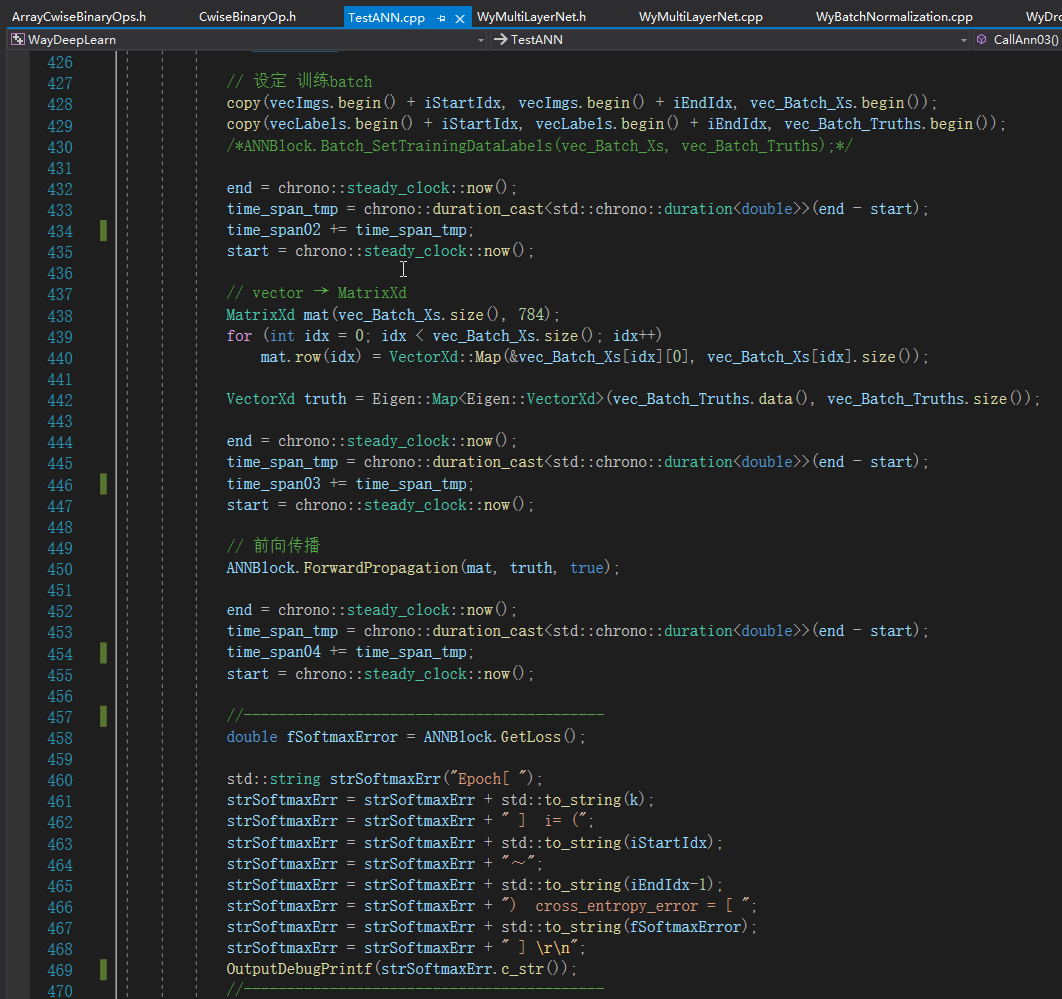 ArrayCwiseBinaryOps.h CwiseBinaryOp.h TestANN.cpp WyMultiLayerNet.h WyMultiLayerNet.cpp WyBatchNormalization.cpp WyDro
WayDeepLearn TestANN CallAnn03()
426
427 // 设定 训练batch
428 copy(vecImgs.begin() + iStartIdx, vecImgs.begin() + iEndIdx, vec_Batch_Xs.begin());
429 copy(vecLabels.begin() + iStartIdx, vecLabels.begin() + iEndIdx, vec_Batch_Truths.begin());
430 /*ANNBlock.Batch_SetTrainingDataLabels(vec_Batch_Xs, vec_Batch_Truths);*/
431
432 end = chrono::steady_clock::now();
433 time_span_tmp = chrono::duration_cast<std::chrono::duration<double>>(end - start);
434 time_span02 += time_span_tmp;
435 start = chrono::steady_clock::now();
436
437 // vector → MatrixXd
438 MatrixXd mat(vec_Batch_Xs.size(), 784);
439 for (int idx = 0; idx < vec_Batch_Xs.size(); idx++)
440 mat.row(idx) = VectorXd::Map(&vec_Batch_Xs[idx][0], vec_Batch_Xs[idx].size());
441
442 VectorXd truth = Eigen::Map<Eigen::VectorXd>(vec_Batch_Truths.data(), vec_Batch_Truths.size());
443
444 end = chrono::steady_clock::now();
445 time_span_tmp = chrono::duration_cast<std::chrono::duration<double>>(end - start);
446 time_span03 += time_span_tmp;
447 start = chrono::steady_clock::now();
448
449 // 前向传播
450 ANNBlock.ForwardPropagation(mat, truth, true);
451
452 end = chrono::steady_clock::now();
453 time_span_tmp = chrono::duration_cast<std::chrono::duration<double>>(end - start);
454 time_span04 += time_span_tmp;
455 start = chrono::steady_clock::now();
456
457 //------------------------------------------
458 double fSoftmaxError = ANNBlock.GetLoss();
459
460 std::string strSoftmaxErr("Epoch[ ");
461 strSoftmaxErr = strSoftmaxErr + std::to_string(k);
462 strSoftmaxErr = strSoftmaxErr + " ]  i= (";
463 strSoftmaxErr = strSoftmaxErr + std::to_string(iStartIdx);
464 strSoftmaxErr = strSoftmaxErr + "～";
465 strSoftmaxErr = strSoftmaxErr + std::to_string(iEndIdx-1);
466 strSoftmaxErr = strSoftmaxErr + ")  cross_entropy_error = [ ";
467 strSoftmaxErr = strSoftmaxErr + std::to_string(fSoftmaxError);
468 strSoftmaxErr = strSoftmaxErr + " ] \r\n";
469 OutputDebugPrintf(strSoftmaxErr.c_str());
470 //------------------------------------------